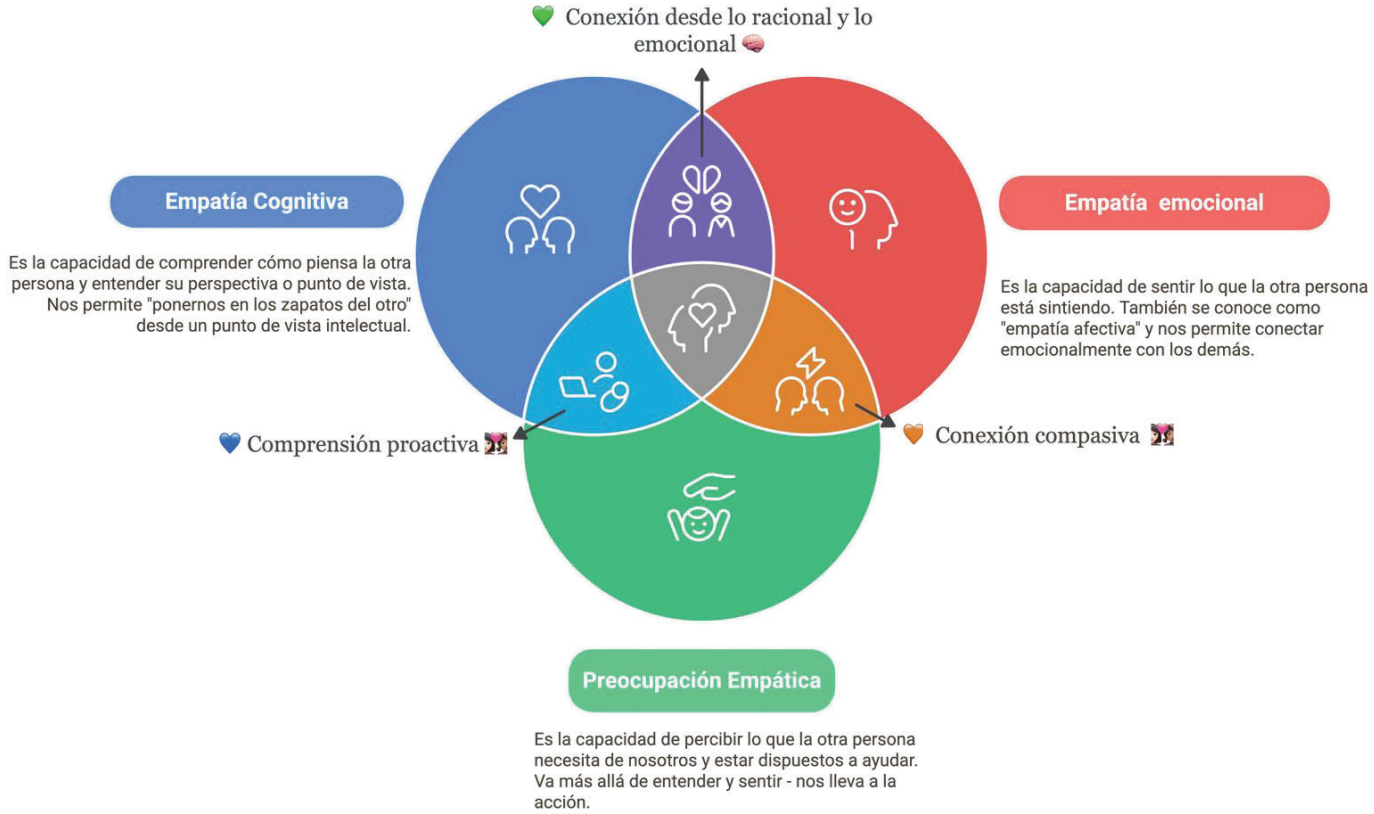 💚 Conexión desde lo racional y lo
emocional 🧠
Empatía Cognitiva
Es la capacidad de comprender cómo piensa la otra
persona y entender su perspectiva o punto de vista.
Nos permite "ponernos en los zapatos del otro"
desde un punto de vista intelectual.
Empatía emocional
Es la capacidad de sentir lo que la otra persona
está sintiendo. También se conoce como
"empatía afectiva" y nos permite conectar
emocionalmente con los demás.
💙 Comprensión proactiva
🧡 Conexión compasiva
Preocupación Empática
Es la capacidad de percibir lo que la otra persona
necesita de nosotros y estar dispuestos a ayudar.
Va más allá de entender y sentir - nos lleva a la
acción.